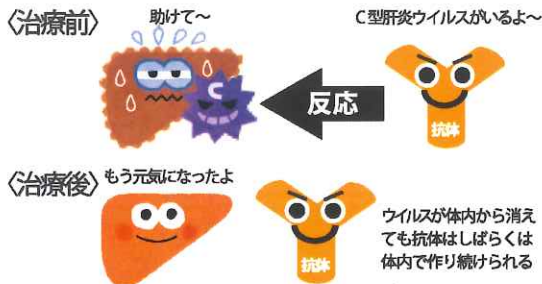 〈治療前〉
助けて～
C型肝炎ウイルスがいるよ～
C
反応
抗体
〈治療後〉
もう元気になったよ
抗体
ウイルスが体内から消え
ても抗体はしばらくは
体内で作り続けられる